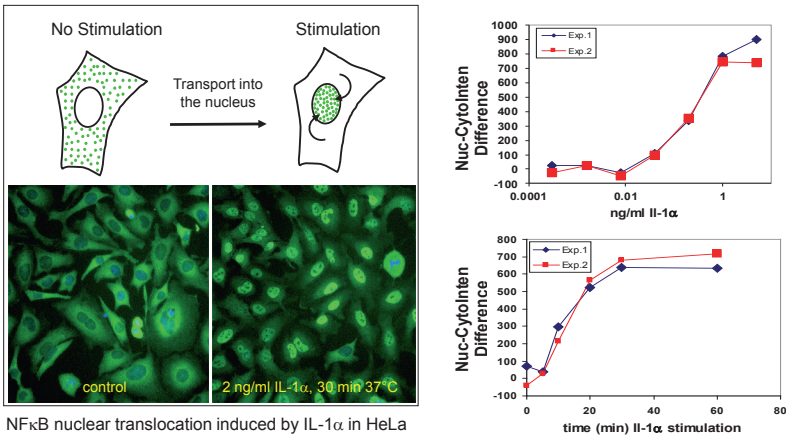 No Stimulation
Stimulation
Transport into
the nucleus
control
2 ng/ml IL-1α, 30 min 37°C
NFκB nuclear translocation induced by IL-1α in HeLa
Nuc-CytoInten
Difference
1000
900
800
700
600
500
400
300
200
100
0
-100
Exp.1
Exp.2
0.0001
0.01
1
ng/ml Il-1α
Nuc-CytoInten
Difference
800
700
600
500
400
300
200
100
0
-100
Exp.1
Exp.2
0
20
40
60
80
time (min) Il-1α stimulation